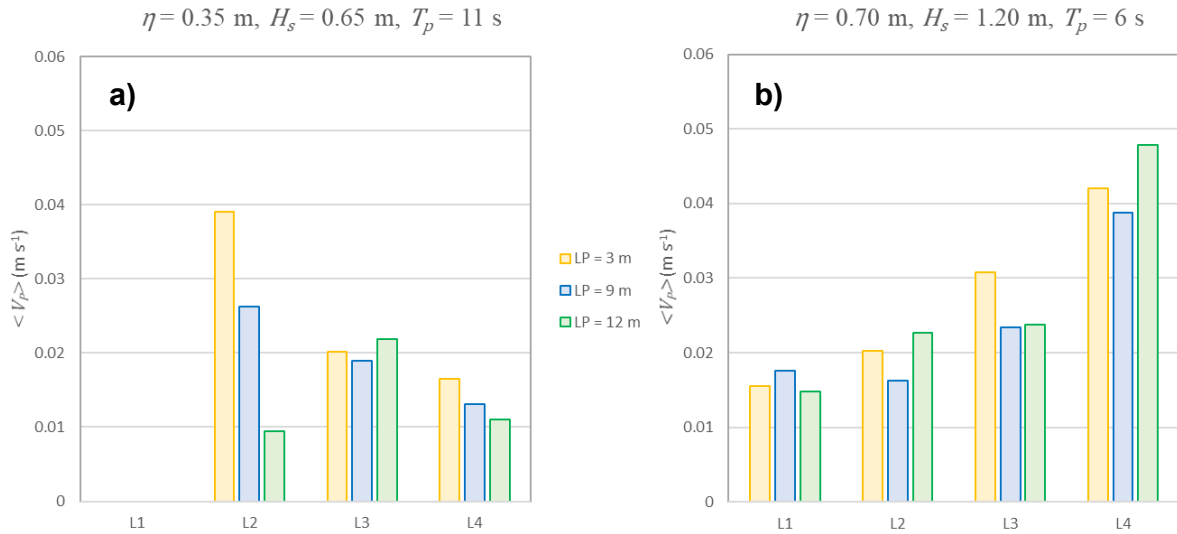 η = 0.35 m, Hₛ = 0.65 m, Tₚ = 11 s
a)
0.06
0.05
0.04
0.03
0.02
0.01
0
<Vₚ> (m s⁻¹)
L1 L2 L3 L4
LP = 3 m
LP = 9 m
LP = 12 m
η = 0.70 m, Hₛ = 1.20 m, Tₚ = 6 s
b)
0.06
0.05
0.04
0.03
0.02
0.01
0
<Vₚ> (m s⁻¹)
L1 L2 L3 L4